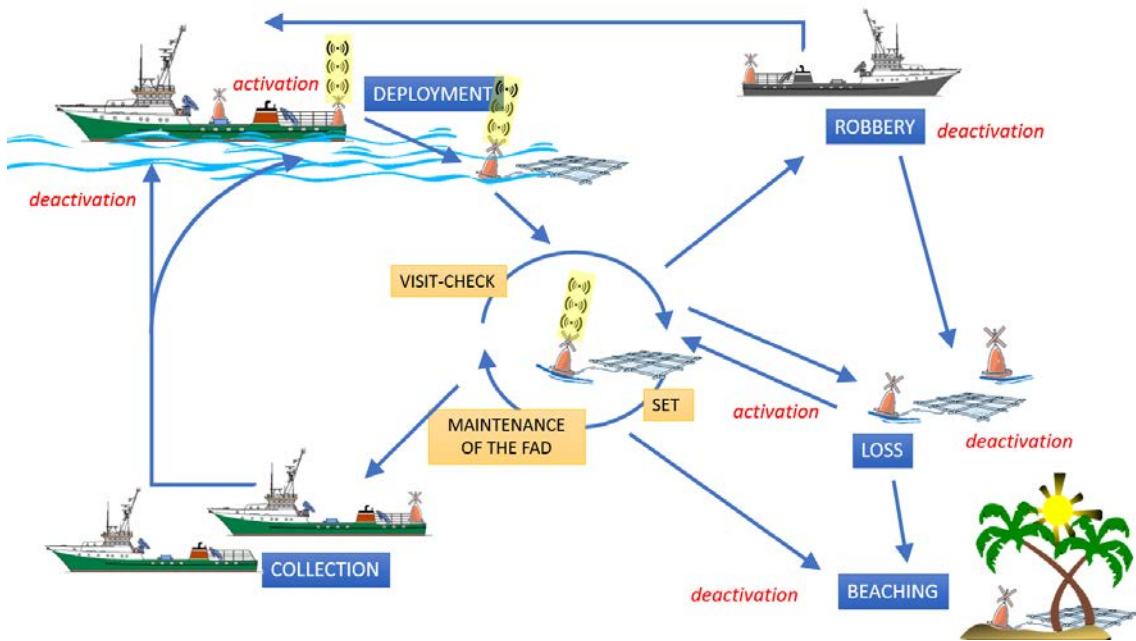 activation
DEPLOYMENT
ROBBERY
deactivation
deactivation
VISIT-CHECK
SET
MAINTENANCE
OF THE FAD
activation
LOSS
deactivation
COLLECTION
deactivation
BEACHING